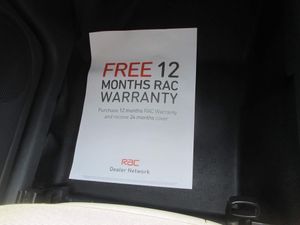 FREE 12
MONTHS RAC
WARRANTY
Purchase 12 months RAC Warranty
and receive 24 months cover
RAC
Dealer Network